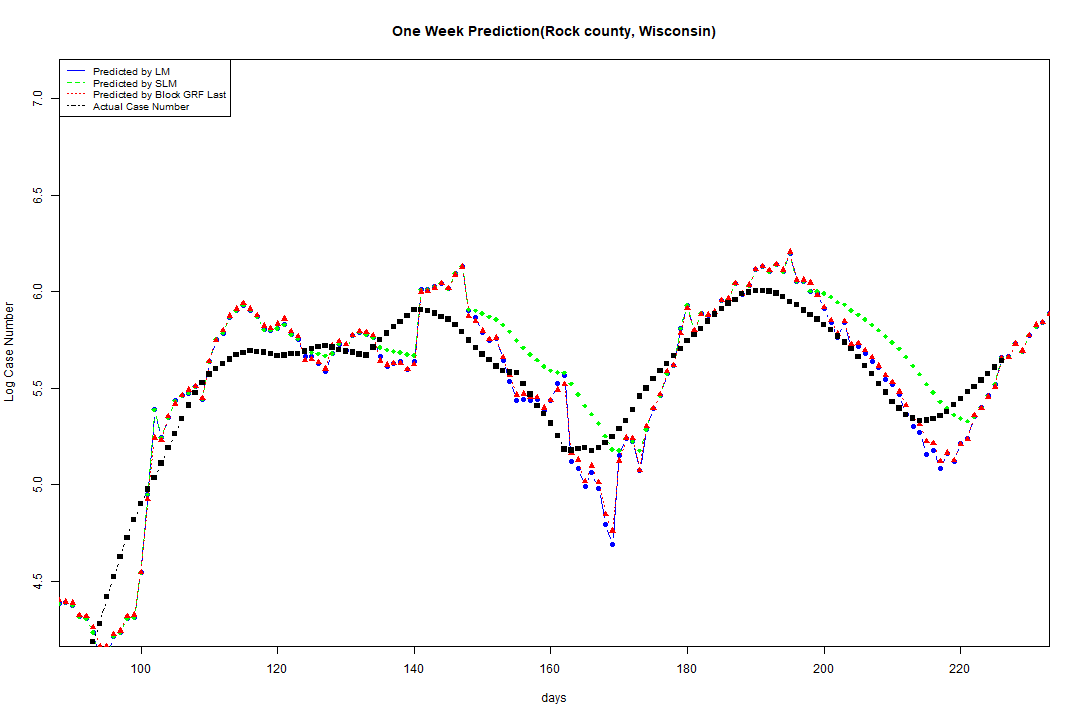 One Week Prediction(Rock county, Wisconsin)
Predicted by LM
Predicted by SLM
Predicted by Block GRF Last
Actual Case Number
Log Case Number
7.0
6.5
6.0
5.5
5.0
4.5
100 120 140 160 180 200 220
days